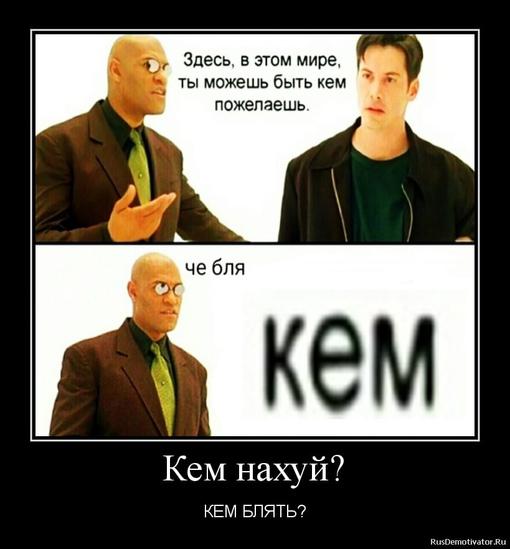 Здесь, в этом мире,
ты можешь быть кем
пожелаешь.
че бля
кем
Кем нахуй?
КЕМ БЛЯТЬ?
RusDemotivator.Ru